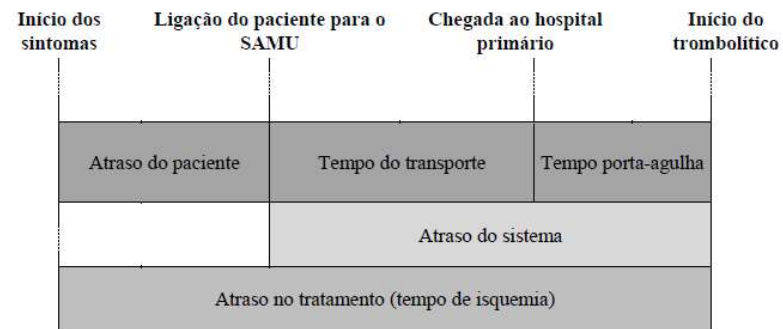 Início dos
sintomas
Ligação do paciente para o
SAMU
Chegada ao hospital
primário
Início do
trombolítico
Atraso do paciente
Tempo do transporte
Tempo porta-agulha
Atraso do sistema
Atraso no tratamento (tempo de isquemia)